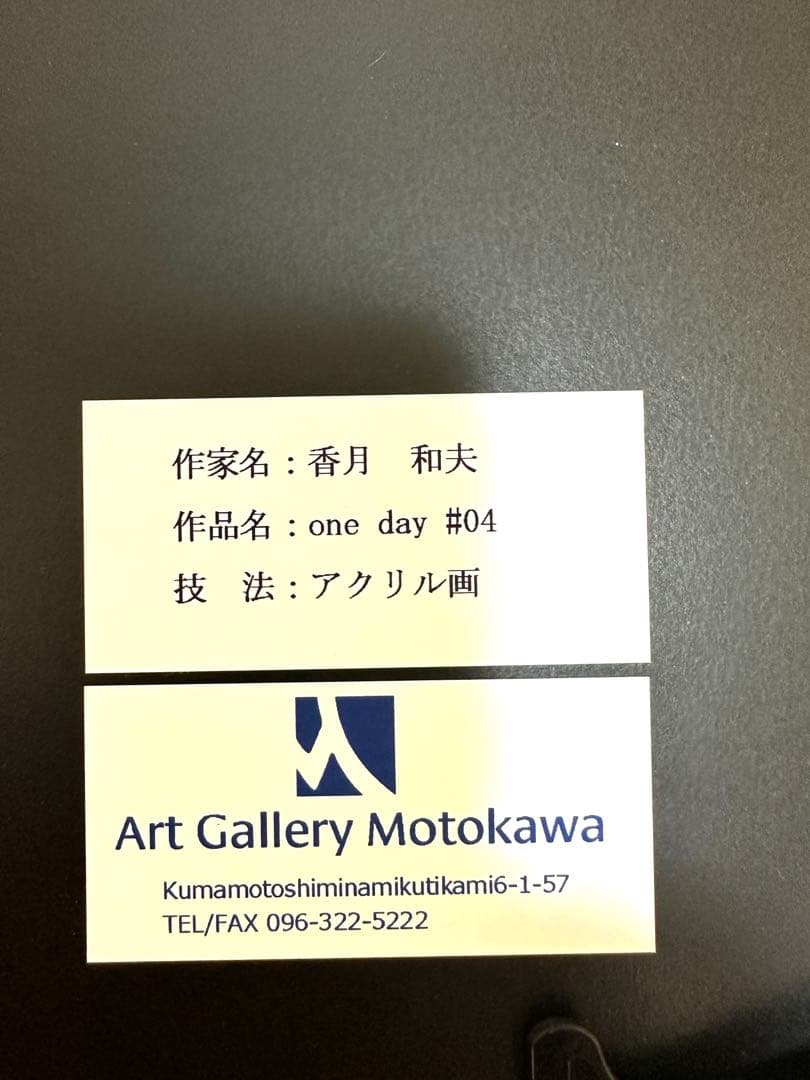 作家名：香月　和夫
作品名：one day #04
技　法：アクリル画
Art Gallery Motokawa
Kumamotoshiminamikutikami6-1-57
TEL/FAX 096-322-5222